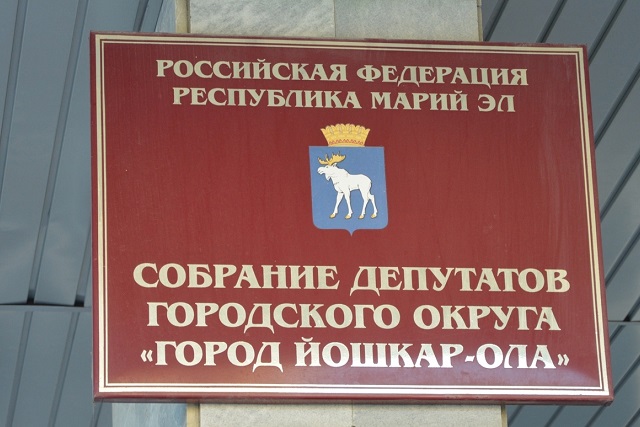 РОССИЙСКАЯ ФЕДЕРАЦИЯ
РЕСПУБЛИКА МАРИЙ ЭЛ
СОБРАНИЕ ДЕПУТАТОВ
ГОРОДСКОГО ОКРУГА
«ГОРОД ЙОШКАР-ОЛА»